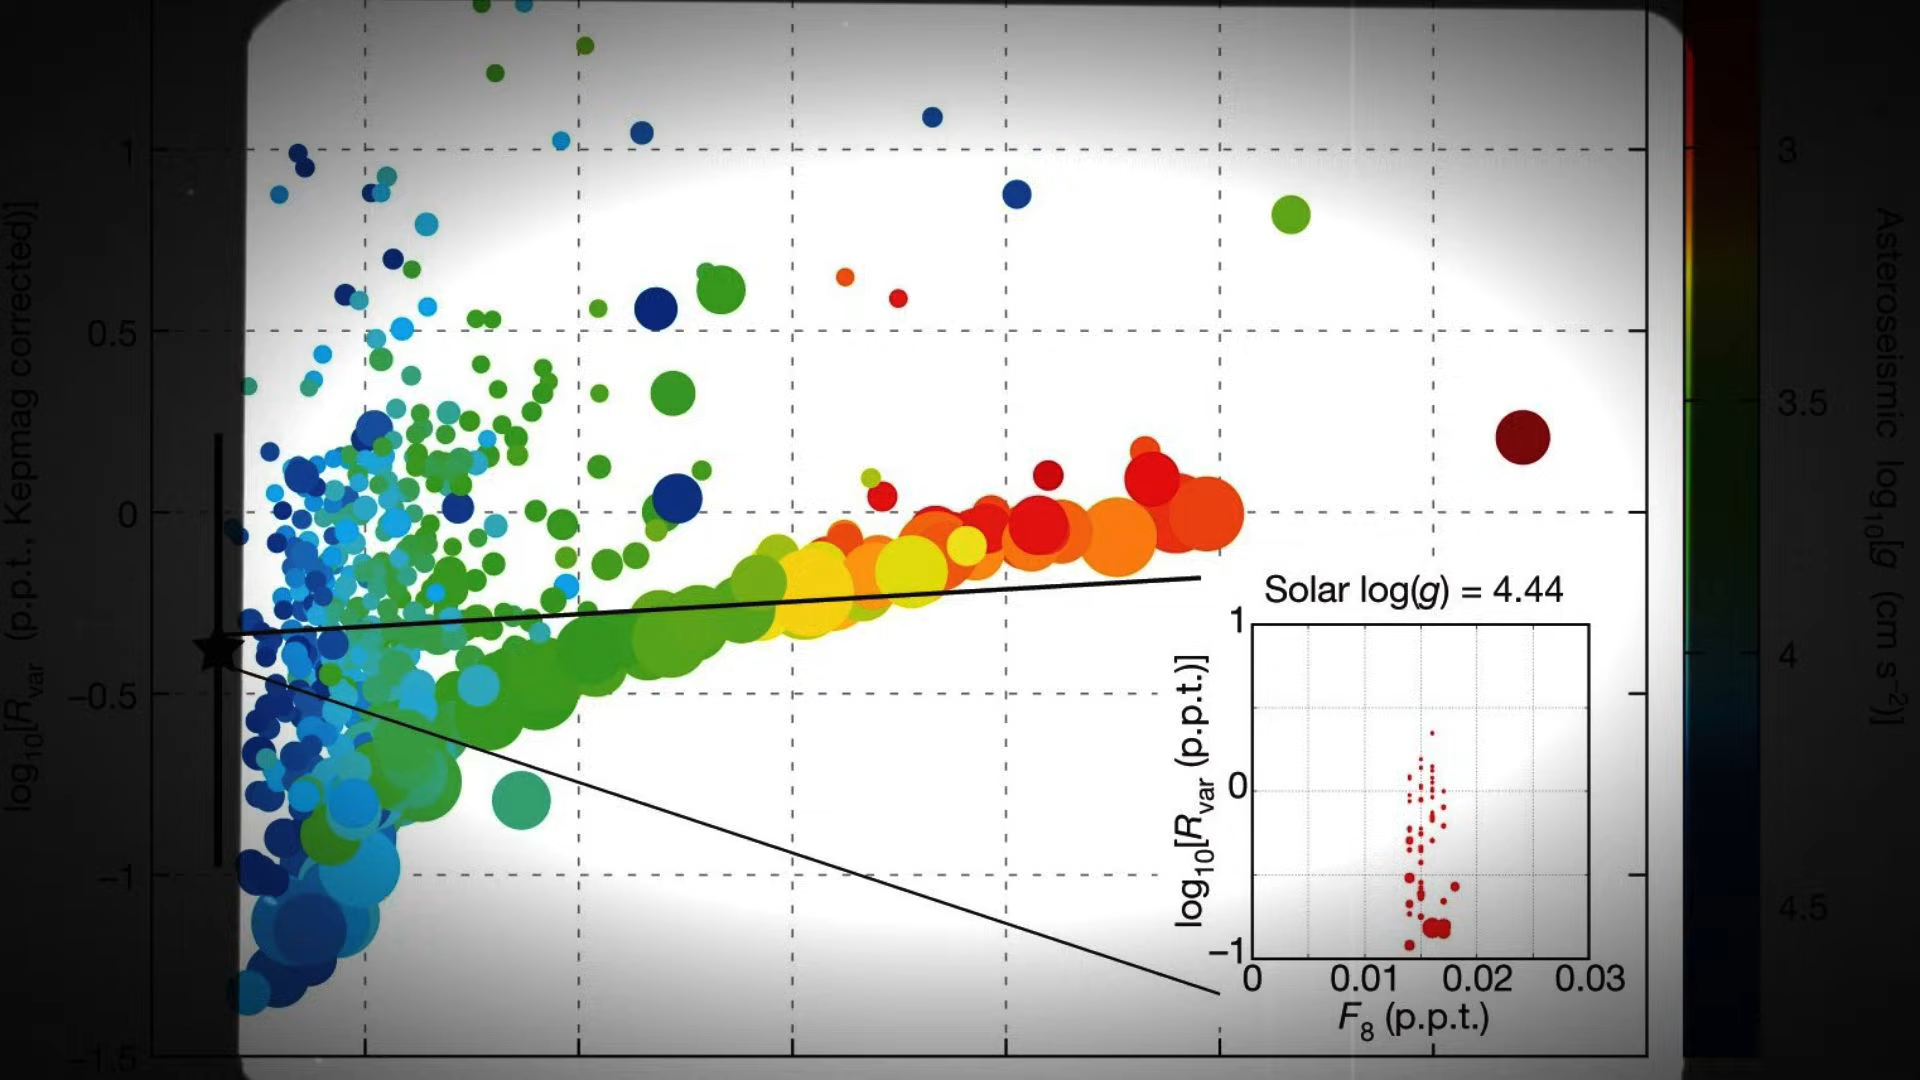 log10[Rvar (p.p.t., Kepmag corrected)]
1
0.5
0
−0.5
−1
−1.5
3
3.5
4
4.5
Asteroseismic log10[g (cm s−2)]
Solar log(g) = 4.44
log10[Rvar (p.p.t.)]
1
0
−1
0 0.01 0.02 0.03
F8 (p.p.t.)